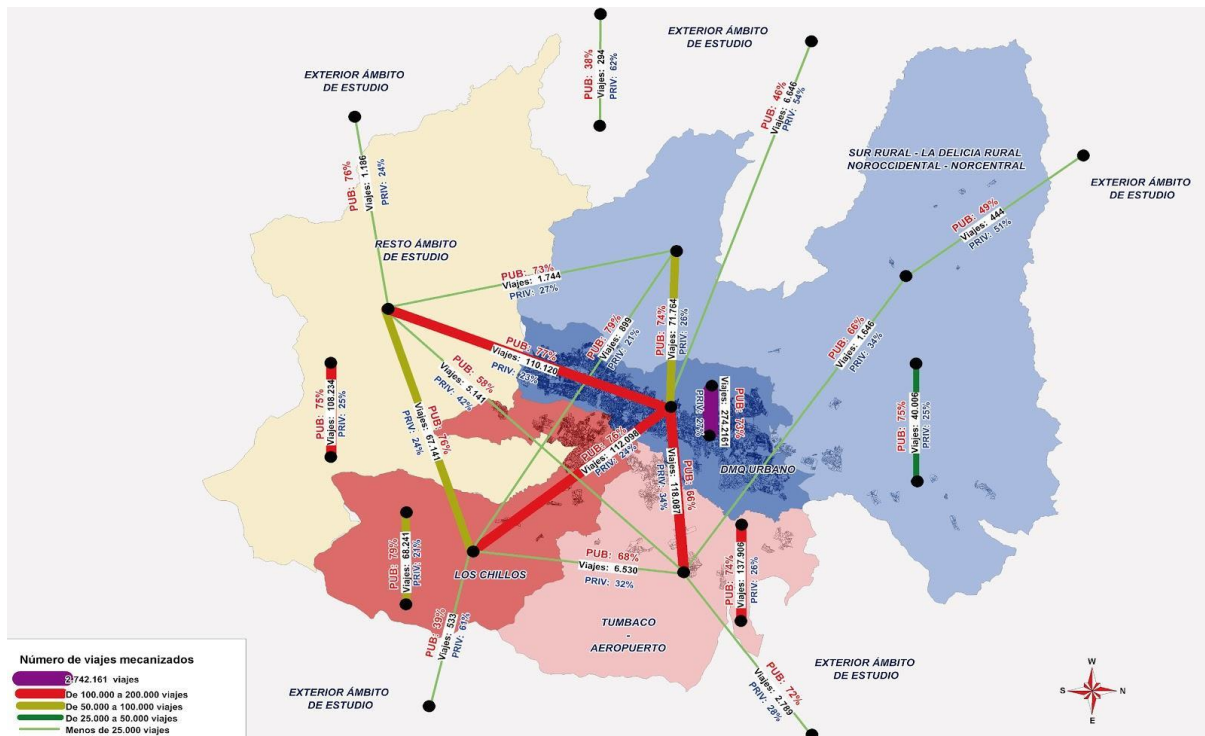 EXTERIOR ÁMBITO
DE ESTUDIO
PUB: 38%
Viajes: 294
PRIV: 62%
EXTERIOR ÁMBITO
DE ESTUDIO
PUB: 46%
Viajes: 6.646
PRIV: 54%
PUB: 76%
Viajes: 1.186
PRIV: 24%
SUR RURAL - LA DELICIA RURAL
NOROCCIDENTAL - NORCENTRAL
EXTERIOR ÁMBITO
DE ESTUDIO
PUB: 49%
Viajes: 444
PRIV: 51%
RESTO ÁMBITO
DE ESTUDIO
PUB: 73%
Viajes: 1.744
PRIV: 27%
PUB: 79%
Viajes: 899
PRIV: 21%
PUB: 74%
Viajes: 71.764
PRIV: 26%
PUB: 66%
Viajes: 1.646
PRIV: 34%
PUB: 77%
Viajes: 110.120
PRIV: 23%
PUB: 58%
Viajes: 5.141
PRIV: 42%
PUB: 75%
Viajes: 108.234
PRIV: 25%
PUB: 76%
Viajes: 67.141
PRIV: 24%
PUB: 76%
Viajes: 112.098
PRIV: 24%
PUB: 73%
Viajes: 274.2161
PRIV: 27%
PUB: 75%
Viajes: 40.006
PRIV: 25%
DMQ URBANO
PUB: 66%
Viajes: 118.087
PRIV: 34%
PUB: 79%
Viajes: 68.241
PRIV: 21%
LOS CHILLOS
PUB: 68%
Viajes: 6.530
PRIV: 32%
PUB: 74%
Viajes: 137.906
PRIV: 26%
TUMBACO
-
AEROPUERTO
PUB: 39%
Viajes: 533
PRIV: 61%
EXTERIOR ÁMBITO
DE ESTUDIO
PUB: 72%
Viajes: 2.789
PRIV: 28%
EXTERIOR ÁMBITO
DE ESTUDIO
Número de viajes mecanizados
2.742.161 viajes
De 100.000 a 200.000 viajes
De 50.000 a 100.000 viajes
De 25.000 a 50.000 viajes
Menos de 25.000 viajes
W
S
N
E